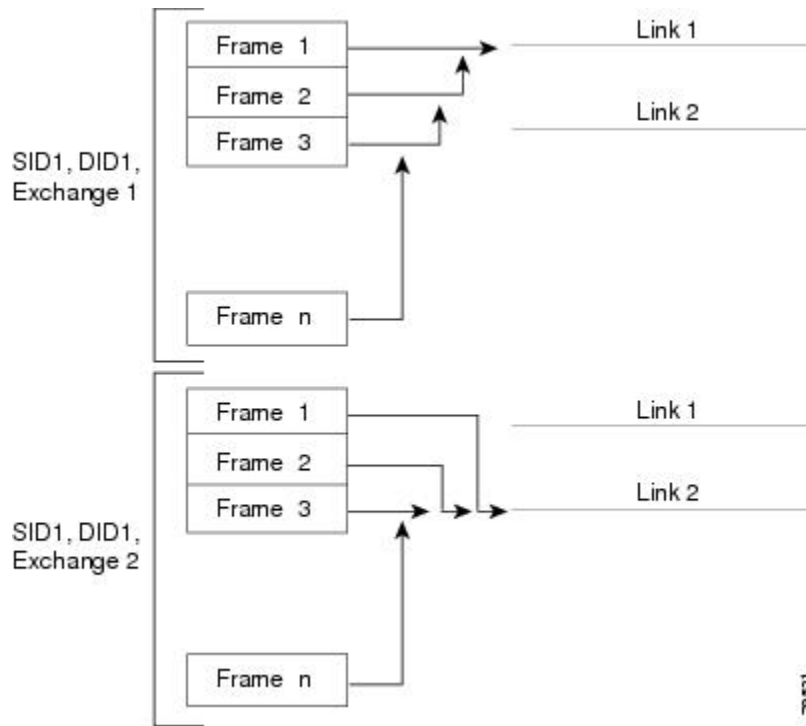 Frame 1
Link 1
Frame 2
Link 2
Frame 3
SID1, DID1,
Exchange 1
Frame n
Frame 1
Link 1
Frame 2
Link 2
Frame 3
SID1, DID1,
Exchange 2
Frame n